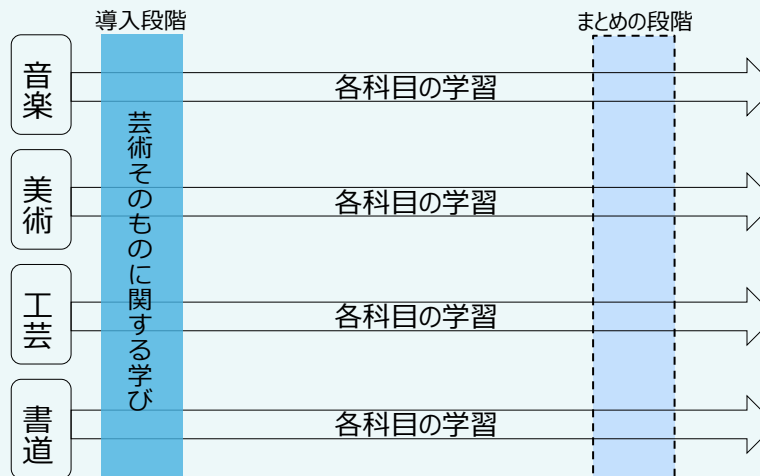 導入段階
まとめの段階
音楽
各科目の学習
美術
各科目の学習
工芸
各科目の学習
書道
各科目の学習
芸術そのものに関する学び